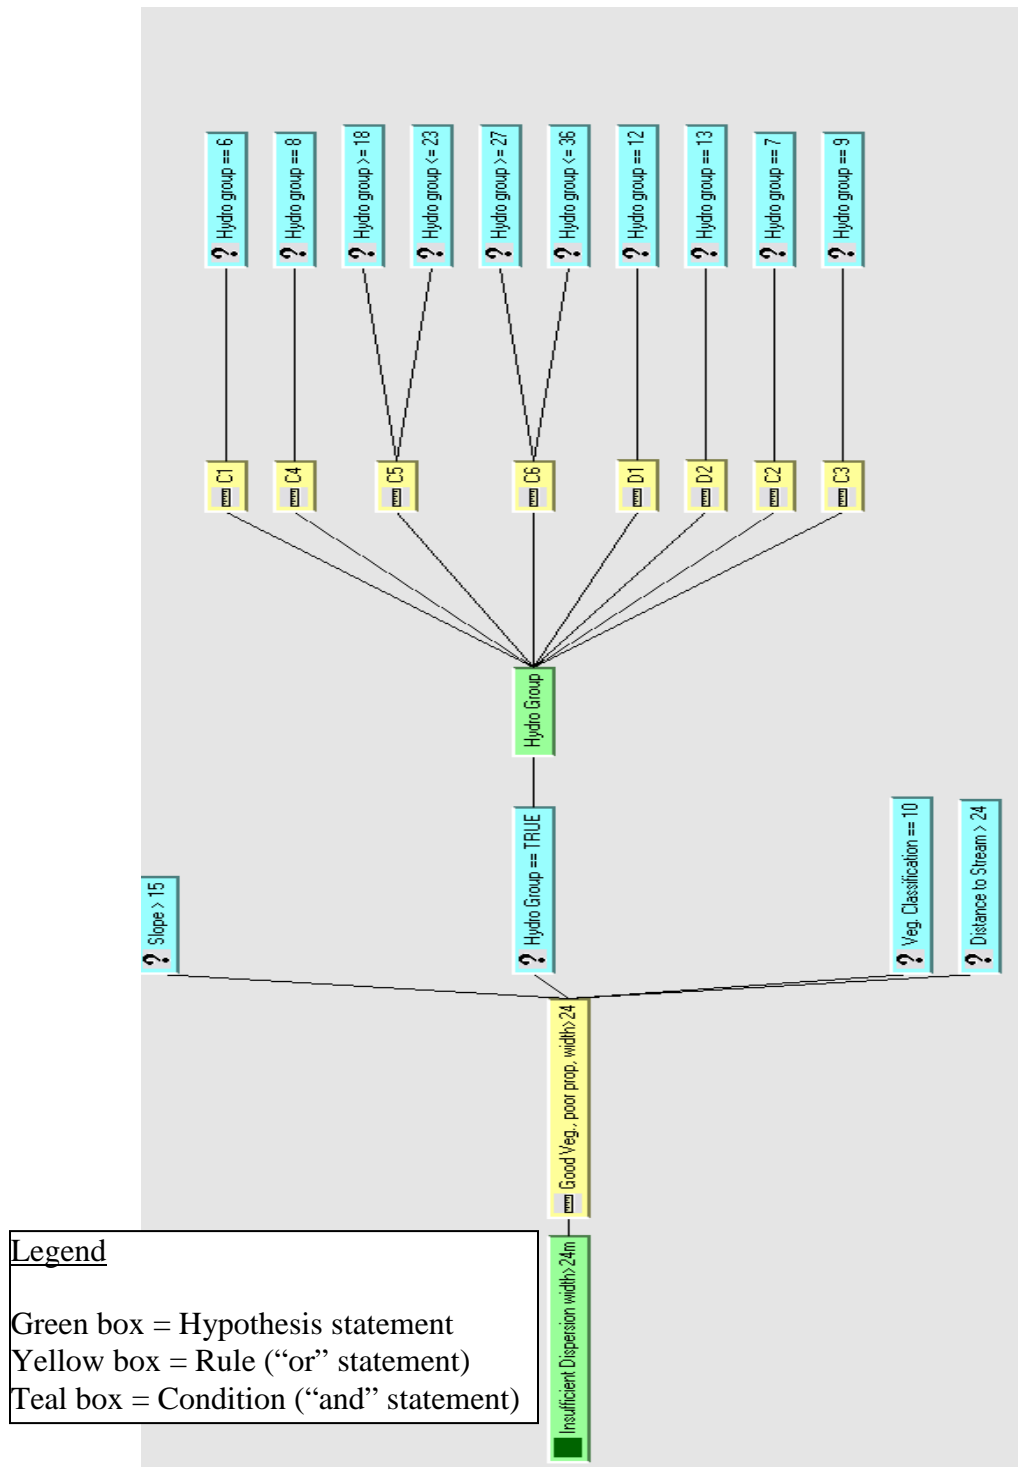 ? Hydro group == 6
? Hydro group == 8
? Hydro group >= 18
? Hydro group <= 23
? Hydro group >= 27
? Hydro group <= 36
? Hydro group == 12
? Hydro group == 13
? Hydro group == 7
? Hydro group == 9
C1
C4
C5
C6
D1
D2
C2
C3
Hydro Group
? Slope > 15
? Hydro Group == TRUE
? Veg. Classification == 10
? Distance to Stream > 24
Good Veg., poor prop, width>24
Insufficient Dispersion width>24m
Legend
Green box = Hypothesis statement
Yellow box = Rule (“or” statement)
Teal box = Condition (“and” statement)